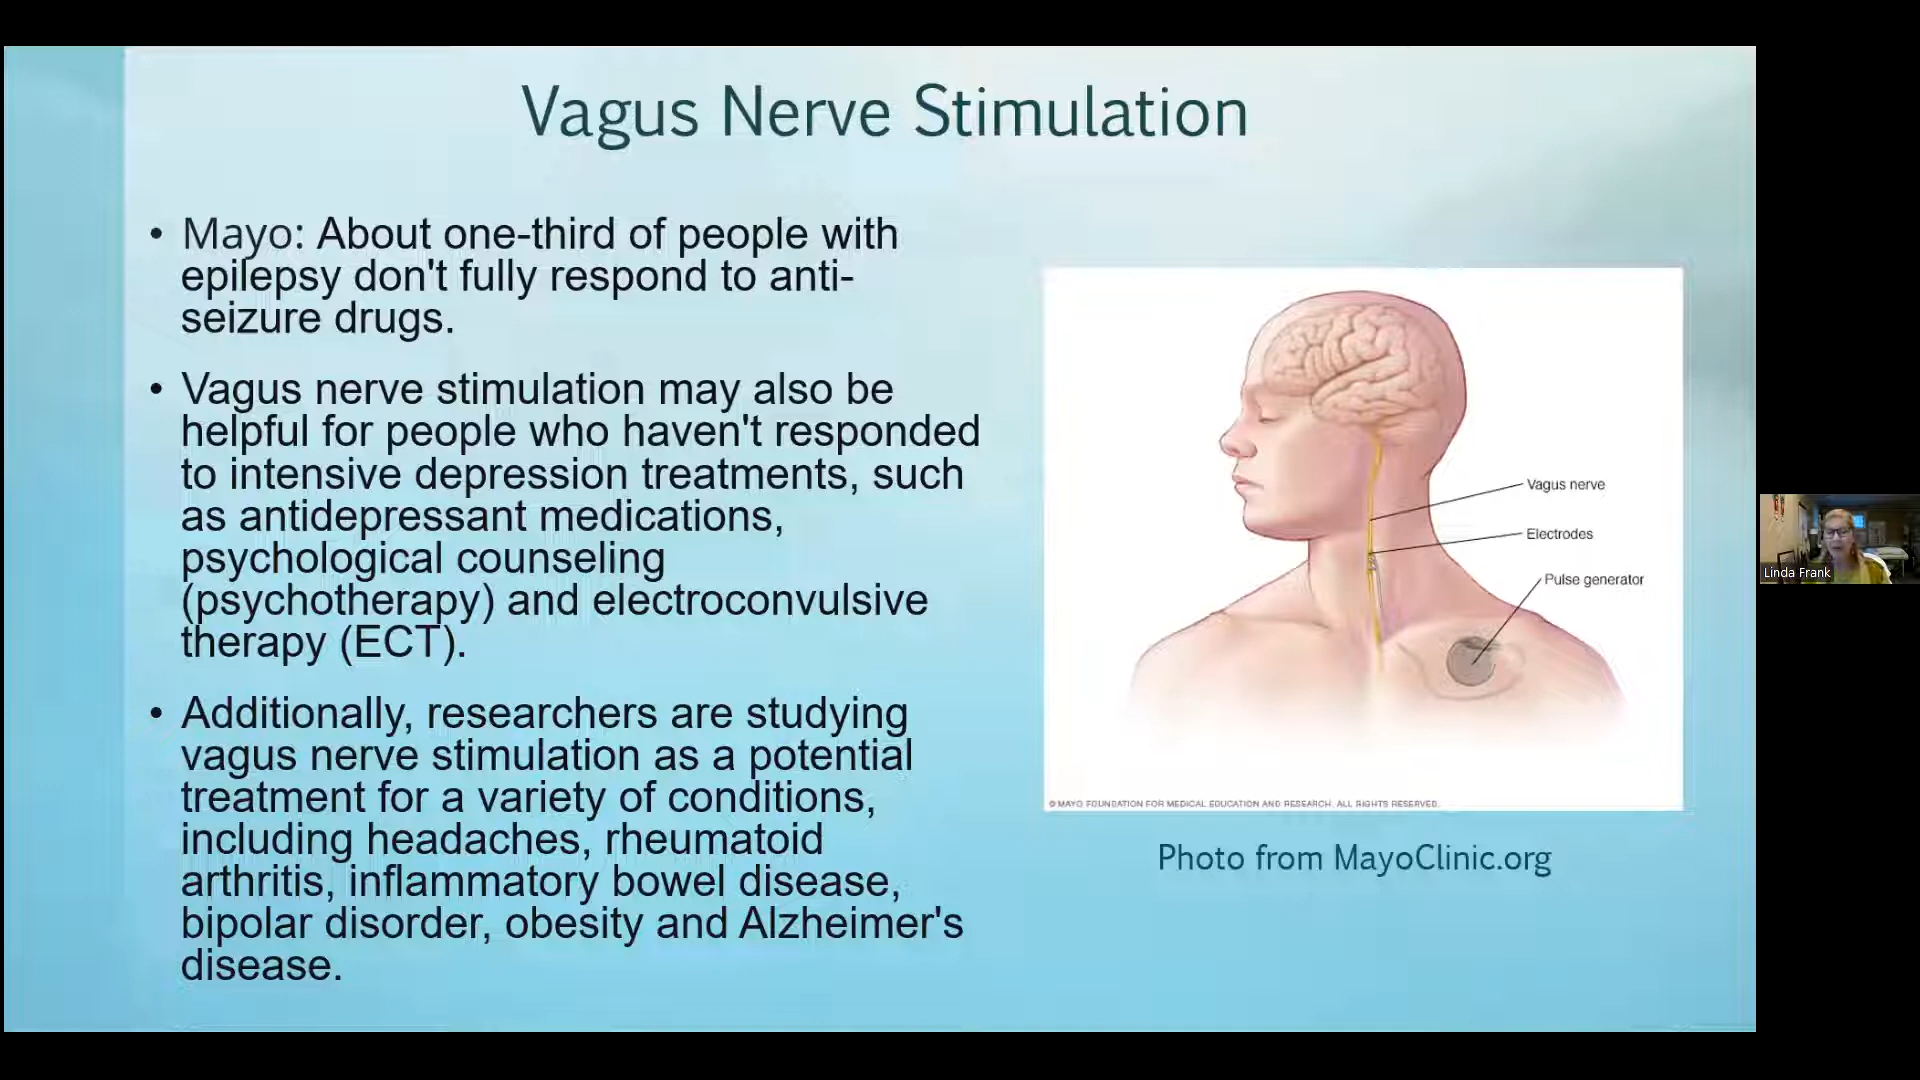 Vagus Nerve Stimulation
• Mayo: About one-third of people with
epilepsy don't fully respond to anti-
seizure drugs.
• Vagus nerve stimulation may also be
helpful for people who haven't responded
to intensive depression treatments, such
as antidepressant medications,
psychological counseling
(psychotherapy) and electroconvulsive
therapy (ECT).
• Additionally, researchers are studying
vagus nerve stimulation as a potential
treatment for a variety of conditions,
including headaches, rheumatoid
arthritis, inflammatory bowel disease,
bipolar disorder, obesity and Alzheimer's
disease.
Vagus nerve
Electrodes
Pulse generator
© MAYO FOUNDATION FOR MEDICAL EDUCATION AND RESEARCH. ALL RIGHTS RESERVED.
Photo from MayoClinic.org
Linda Frank